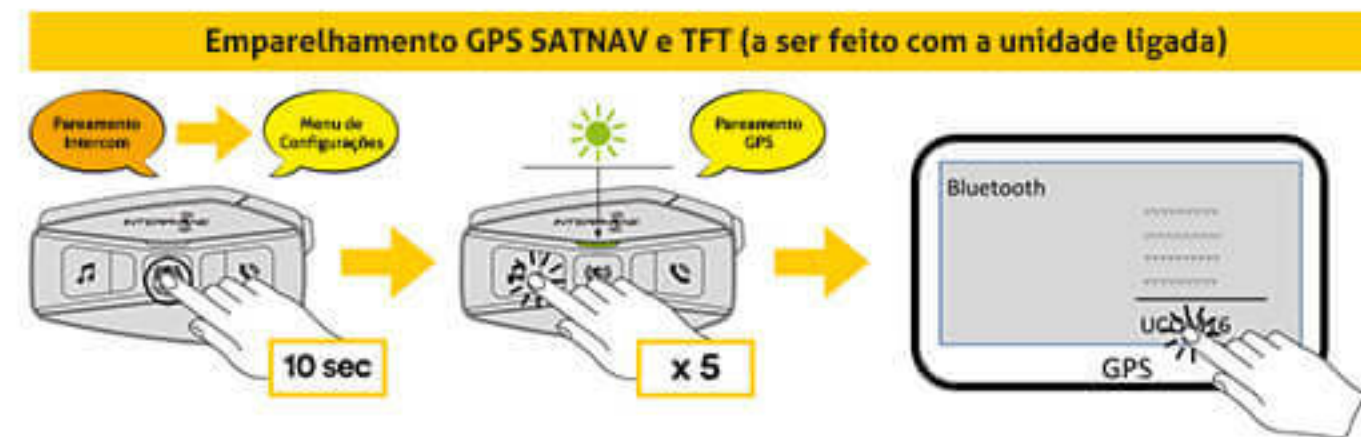 Emparelhamento GPS SATNAV e TFT (a ser feito com a unidade ligada)
Pareamento
Intercom
Menu de
Configurações
Pareamento
GPS
10 sec
x 5
Bluetooth
GPS